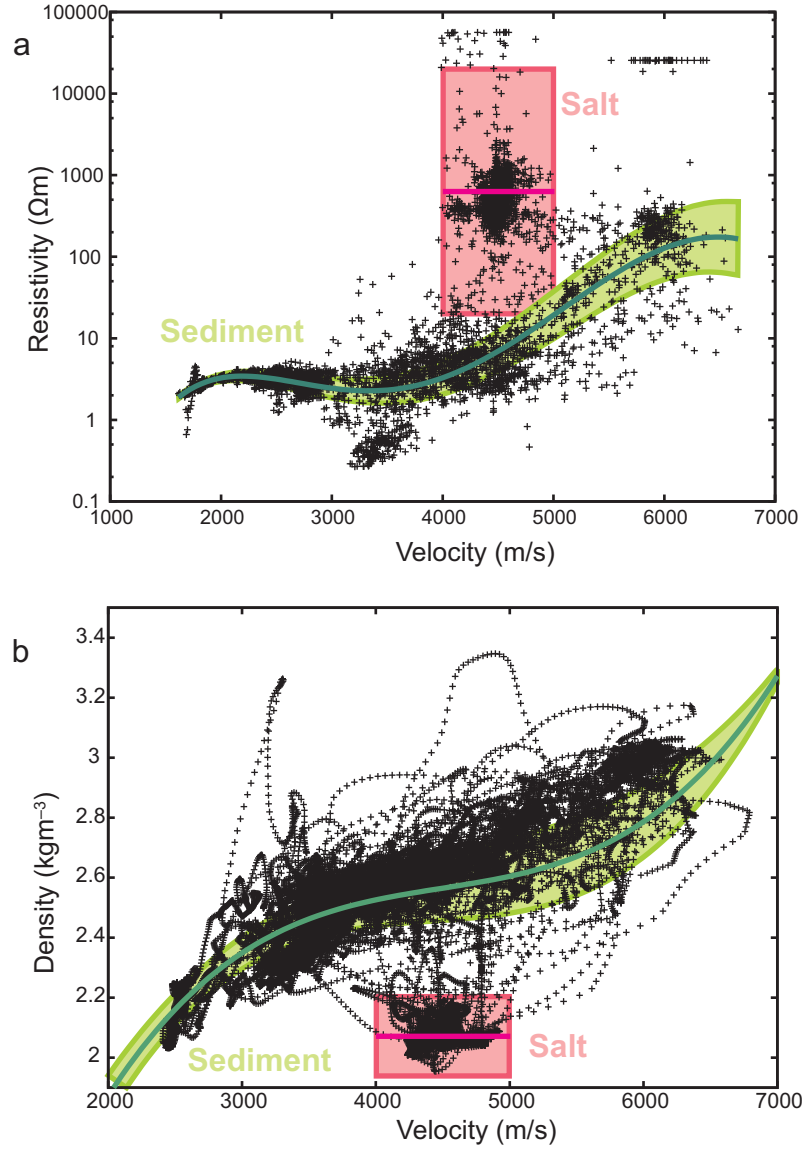 a
100000
10000
1000
100
10
1
0.1
Resistivity (Ωm)
Salt
Sediment
1000 2000 3000 4000 5000 6000 7000
Velocity (m/s)
b
3.4
3.2
3
2.8
2.6
2.4
2.2
2
Density (kgm⁻³)
Sediment
Salt
2000 3000 4000 5000 6000 7000
Velocity (m/s)